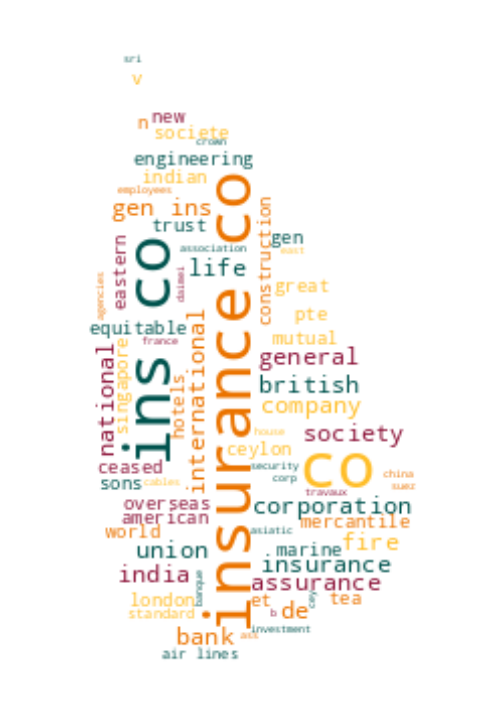 sri
v
new
n
societe
crown
engineering
indian
employees
gen ins
trust
gen
association
east
eastern
life
construction
ins co
insurance co
daimei
agencies
great
pte
equitable
france
mutual
international
singapore
national
general
hotels
british
company
house
society
ceylon
ceased
security
co
china
sons
cables
corp
suez
travaux
overseas
corporation
american
mercantile
world
asiatic
fire
union
marine
insurance
india
assurance
banque
cey
london
et
tea
standard
b
de
investment
bank
ass
air lines